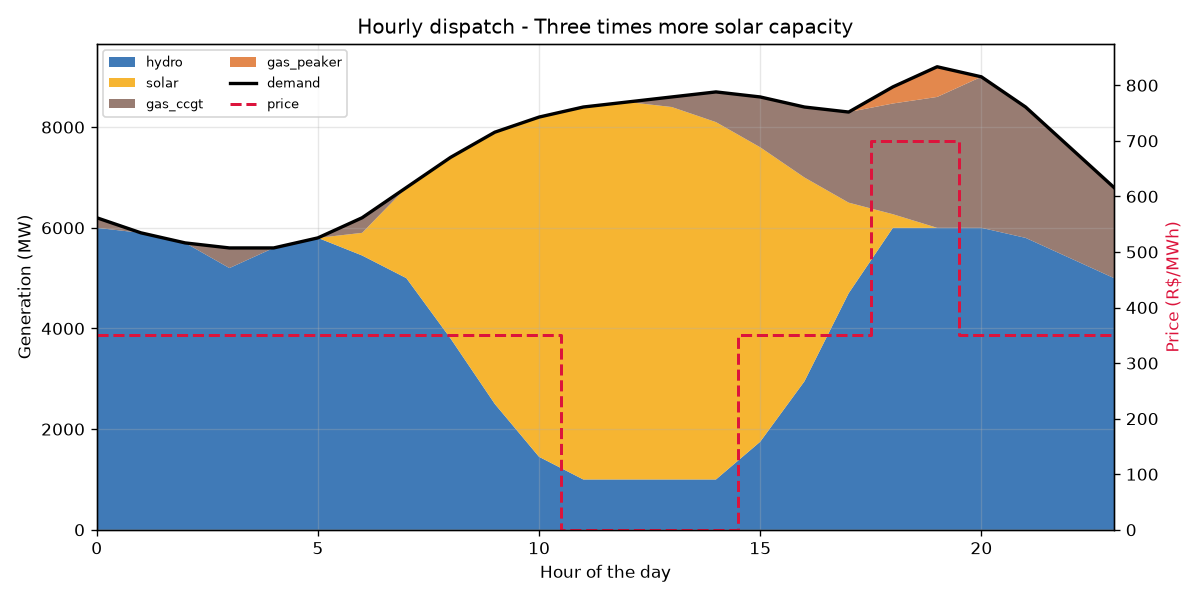 Hourly dispatch - Three times more solar capacity
hydro
solar
gas_ccgt
gas_peaker
demand
price
Generation (MW)
8000
6000
4000
2000
0
800
700
600
500
400
300
200
100
0
Price (R$/MWh)
0
5
10
15
20
Hour of the day